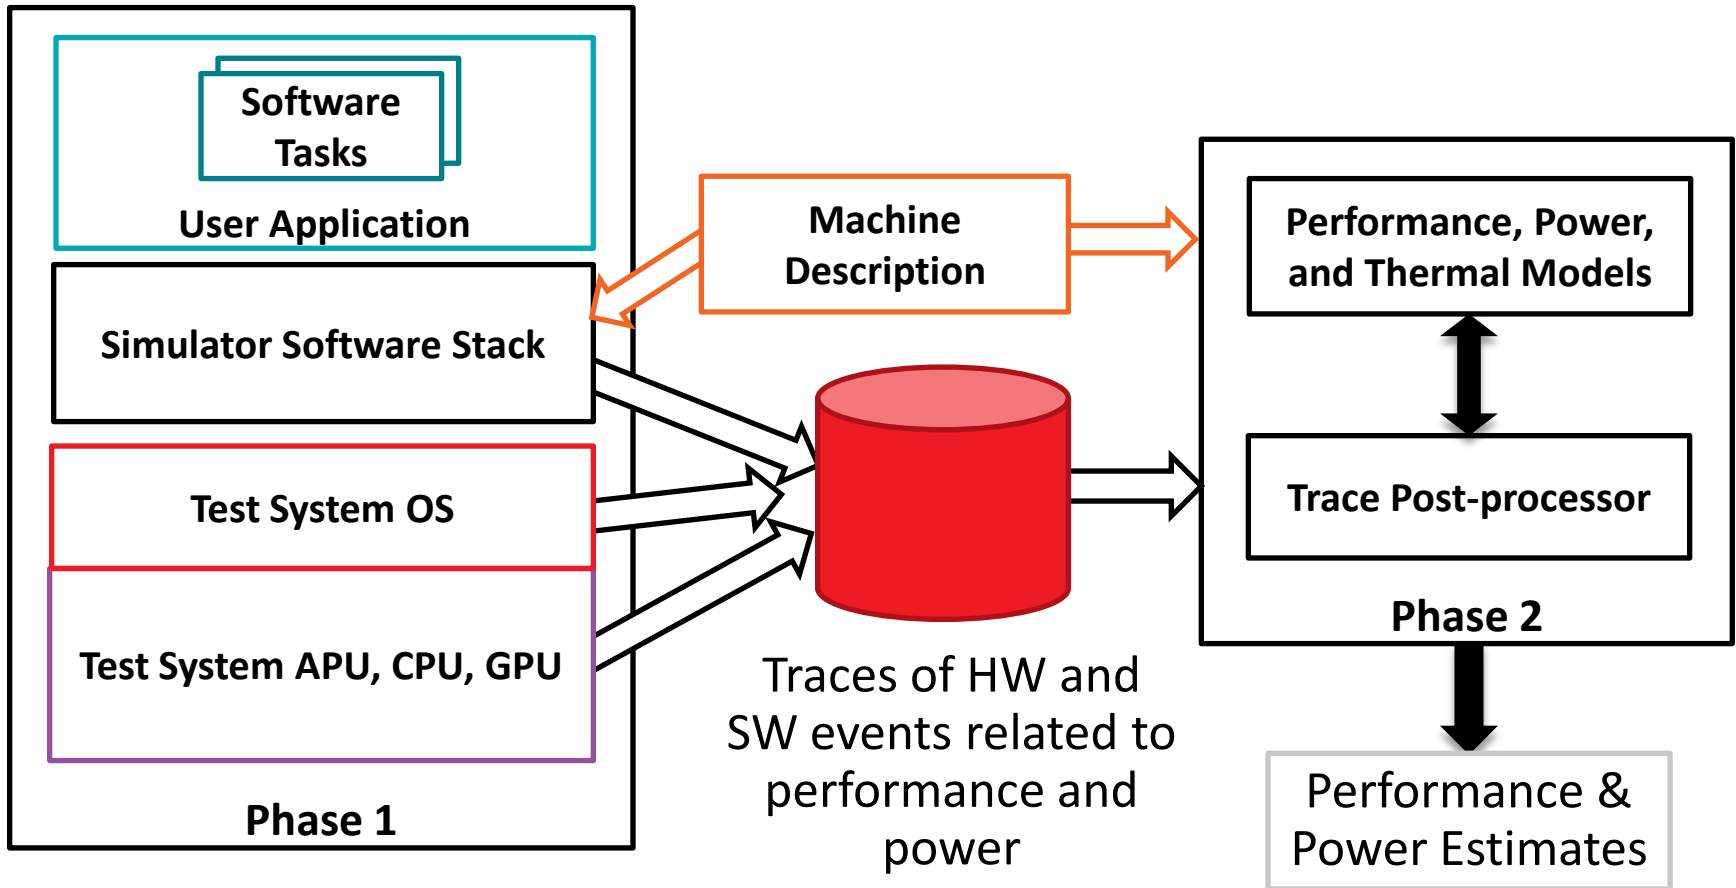 Software
Tasks
User Application
Simulator Software Stack
Test System OS
Test System APU, CPU, GPU
Phase 1
Machine
Description
Traces of HW and
SW events related to
performance and
power
Performance, Power,
and Thermal Models
Trace Post-processor
Phase 2
Performance &
Power Estimates